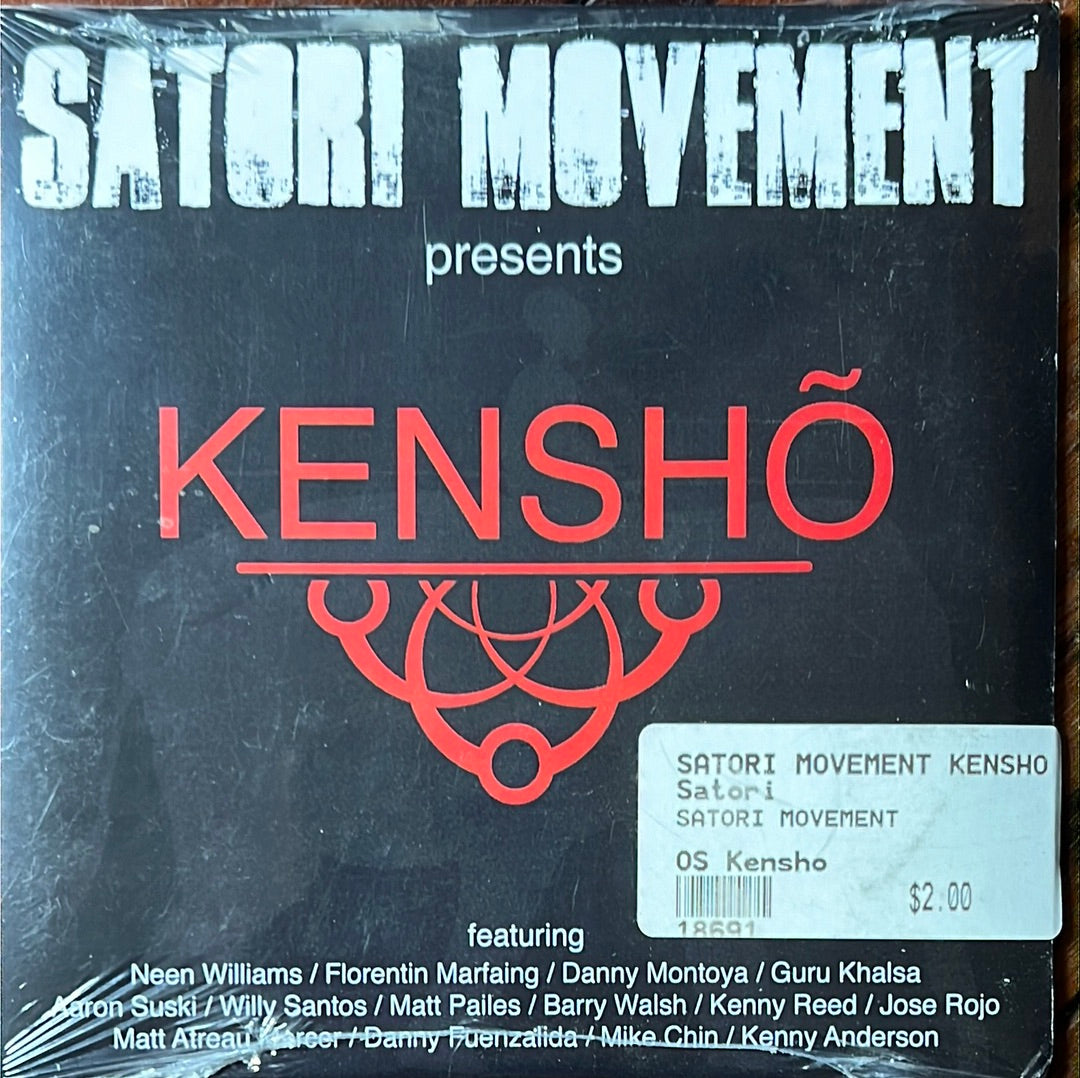 SATORI MOVEMENT
presents
KENSHÕ
SATORI MOVEMENT KENSHO
Satori
SATORI MOVEMENT
OS Kensho
$2.00
18691
featuring
Neen Williams / Florentin Marfaing / Danny Montoya / Guru Khalsa
Aaron Suski / Willy Santos / Matt Pailes / Barry Walsh / Kenny Reed / Jose Rojo
Matt Atreau / Danny Fuenzalida / Mike Chin / Kenny Anderson